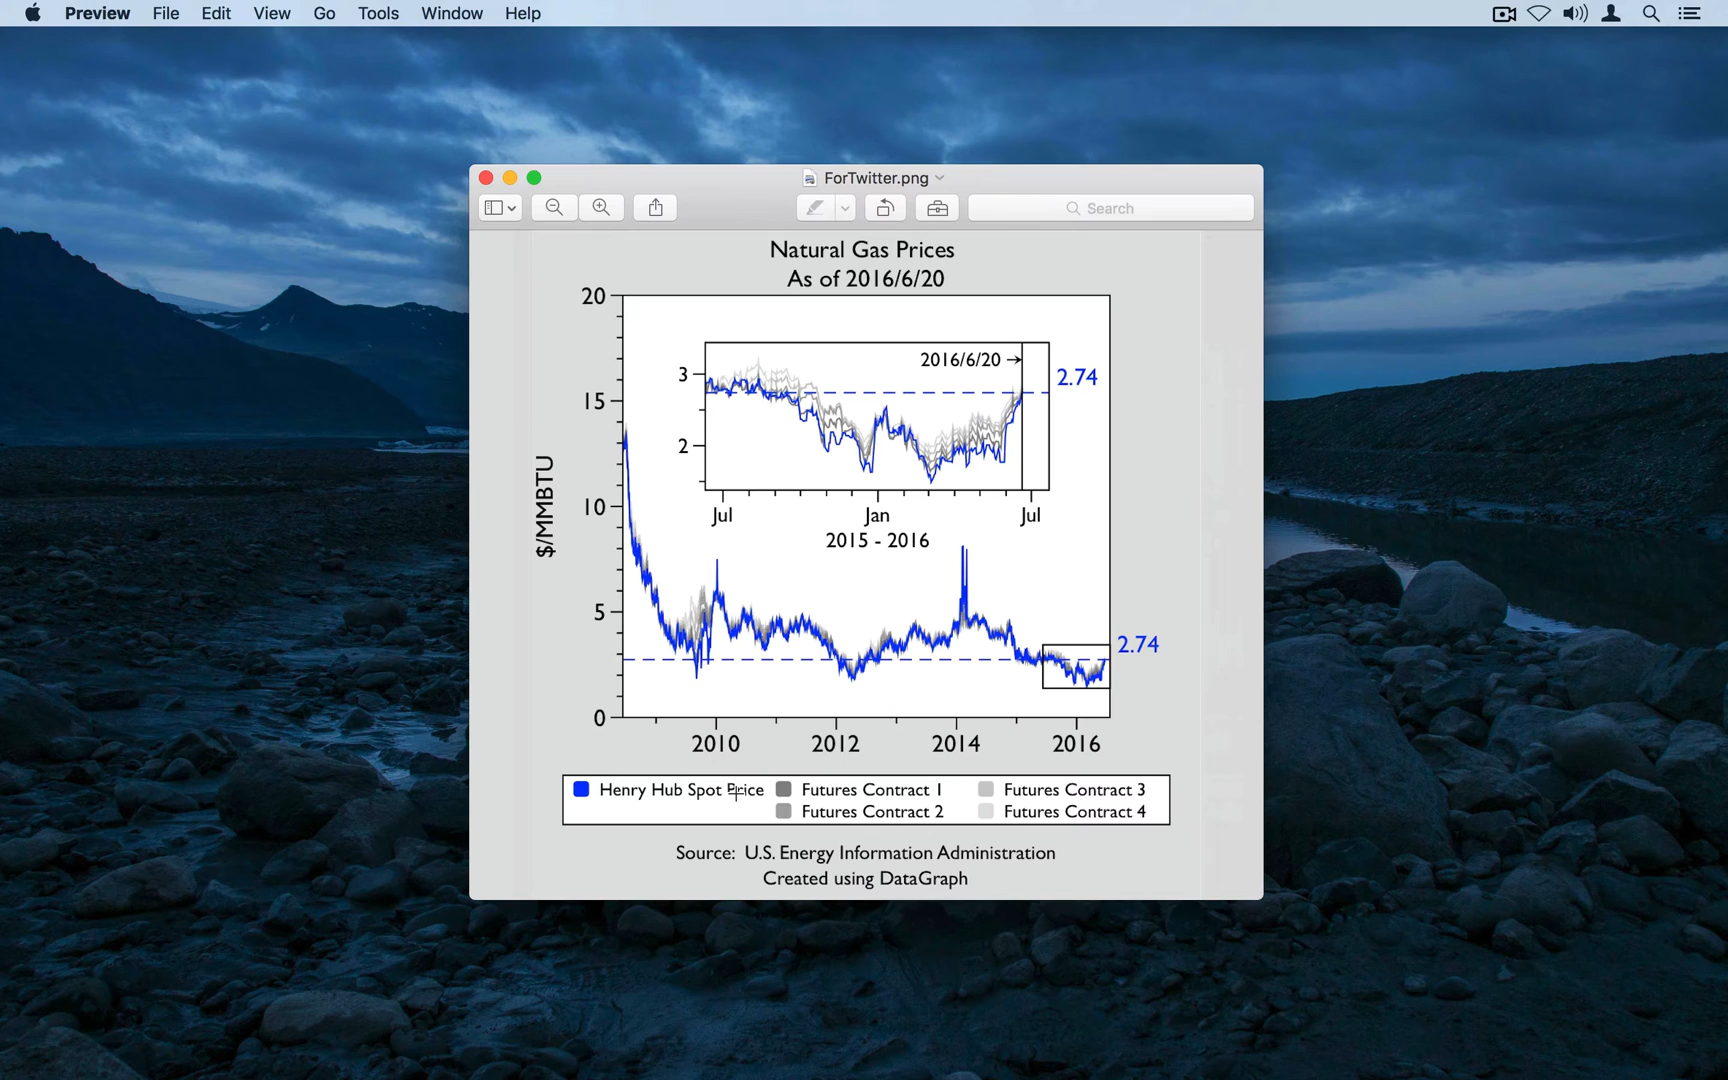 Preview File Edit View Go Tools Window Help
ForTwitter.png
Search
Natural Gas Prices
As of 2016/6/20
20
15
10
5
0
$/MMBTU
2016/6/20
3
2
2.74
Jul Jan Jul
2015 - 2016
2.74
2010 2012 2014 2016
Henry Hub Spot Price Futures Contract 1 Futures Contract 3
Futures Contract 2 Futures Contract 4
Source: U.S. Energy Information Administration
Created using DataGraph